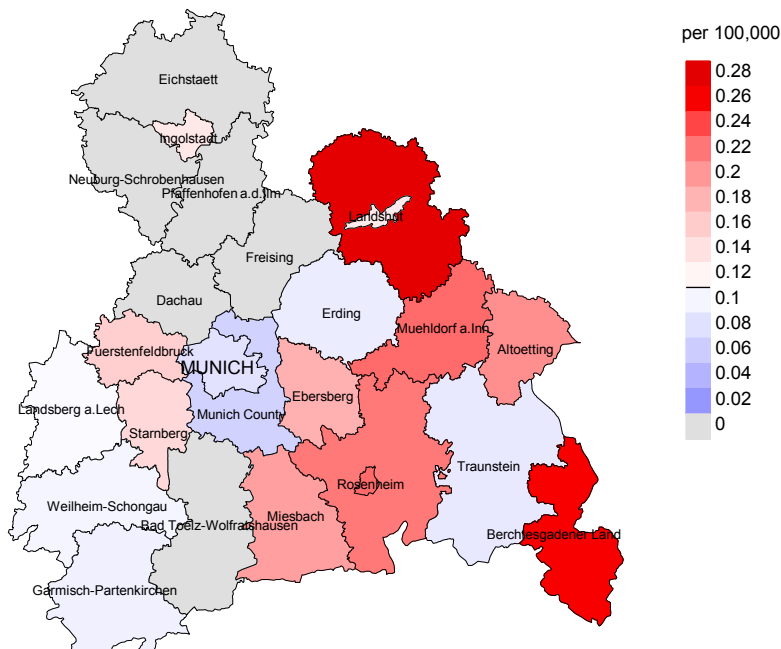 per 100,000
0.28
0.26
0.24
0.22
0.2
0.18
0.16
0.14
0.12
0.1
0.08
0.06
0.04
0.02
0
Eichstaett
Ingolstadt
Neuburg-Schrobenhausen
Pfaffenhofen a.d.Ilm
Landshut
Freising
Dachau
Erding
Muehldorf a.Inn
Altoetting
Fuerstenfeldbruck
MUNICH
Ebersberg
Landsberg a.Lech
Munich County
Starnberg
Traunstein
Rosenheim
Weilheim-Schongau
Miesbach
Bad Toelz-Wolfratshausen
Berchtesgadener Land
Garmisch-Partenkirchen